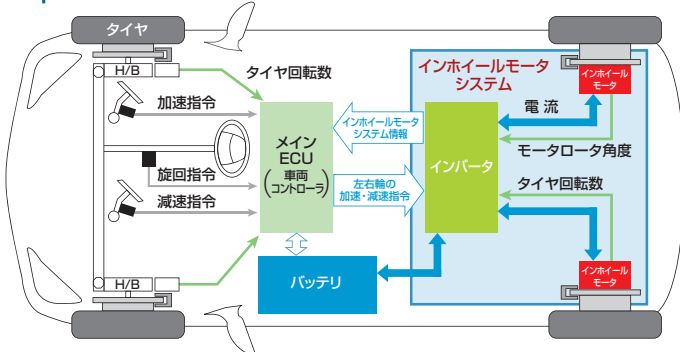 タイヤ
H/B
タイヤ回転数
加速指令
旋回指令
減速指令
H/B
メイン
ECU
(車両
コントローラ)
インホイールモータ
システム情報
左右輪の
加速・減速指令
バッテリ
インホイールモータ
システム
インバータ
電流
モータロータ角度
タイヤ回転数
インホイール
モータ
インホイール
モータ